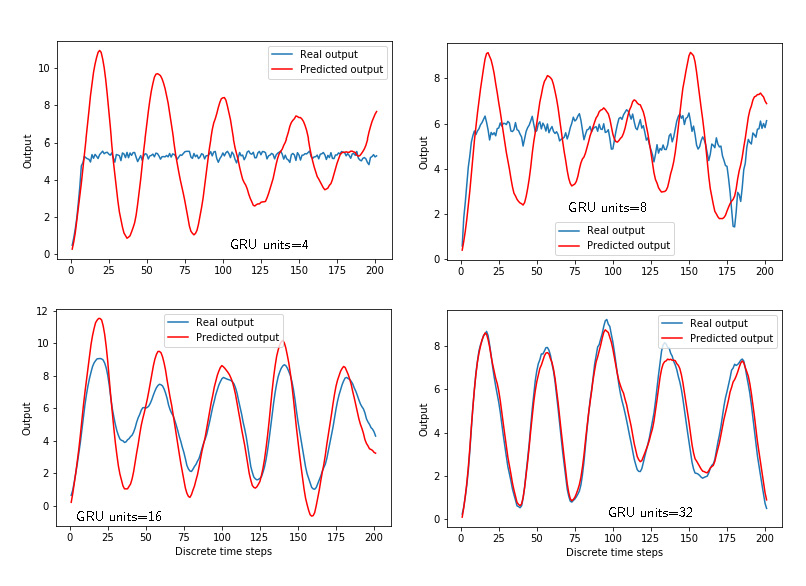 Real output
Predicted output
10
8
6
4
2
0
Output
GRU units=4
0 25 50 75 100 125 150 175 200
8
6
4
2
0
Output
GRU units=8
Real output
Predicted output
0 25 50 75 100 125 150 175 200
12
10
8
6
4
2
0
Output
Real output
Predicted output
GRU units=16
0 25 50 75 100 125 150 175 200
Discrete time steps
Real output
Predicted output
8
6
4
2
0
Output
GRU units=32
0 25 50 75 100 125 150 175 200
Discrete time steps